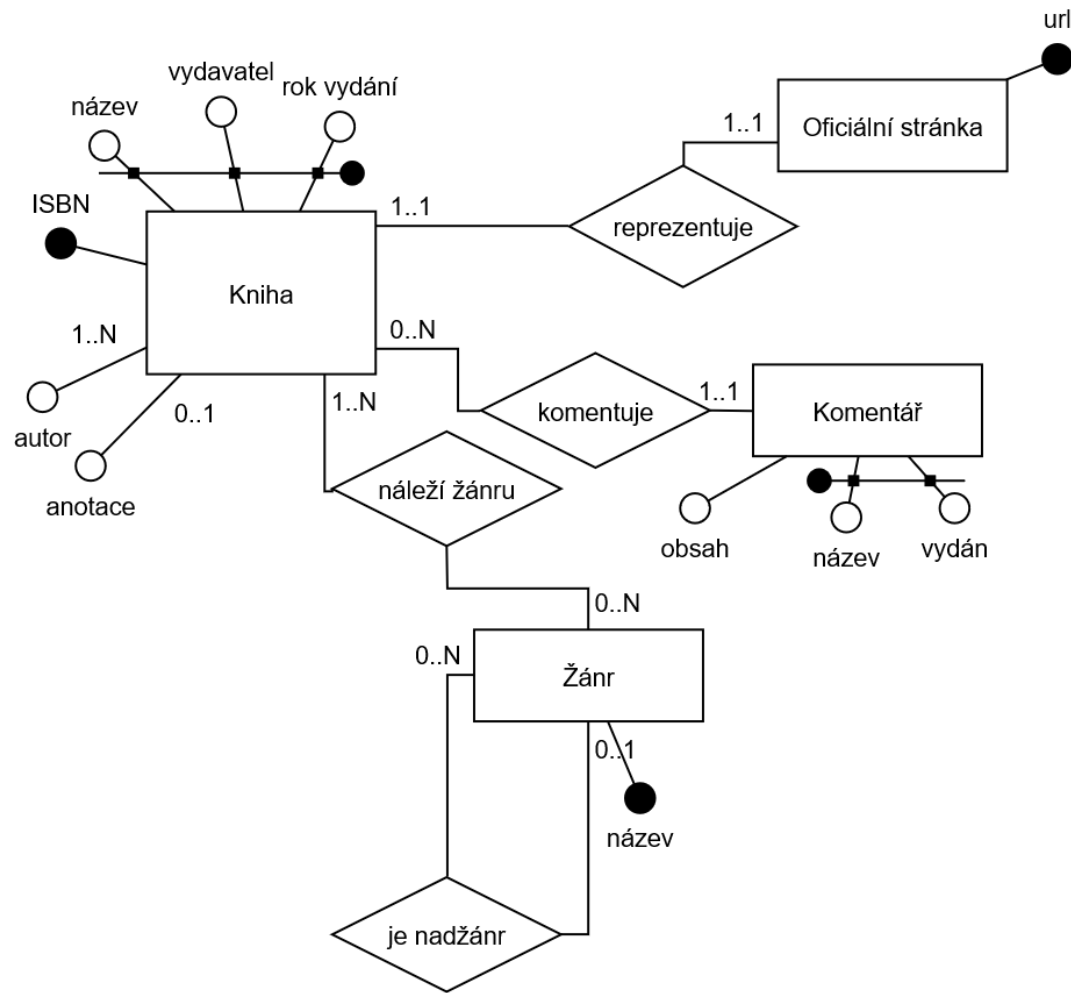 url
vydavatel
rok vydání
název
1..1
Oficiální stránka
ISBN
1..1
reprezentuje
Kniha
1..N
0..N
0..1
1..N
komentuje
1..1
Komentář
autor
anotace
náleží žánru
obsah
název
vydán
0..N
0..N
Žánr
0..1
název
je nadžánr